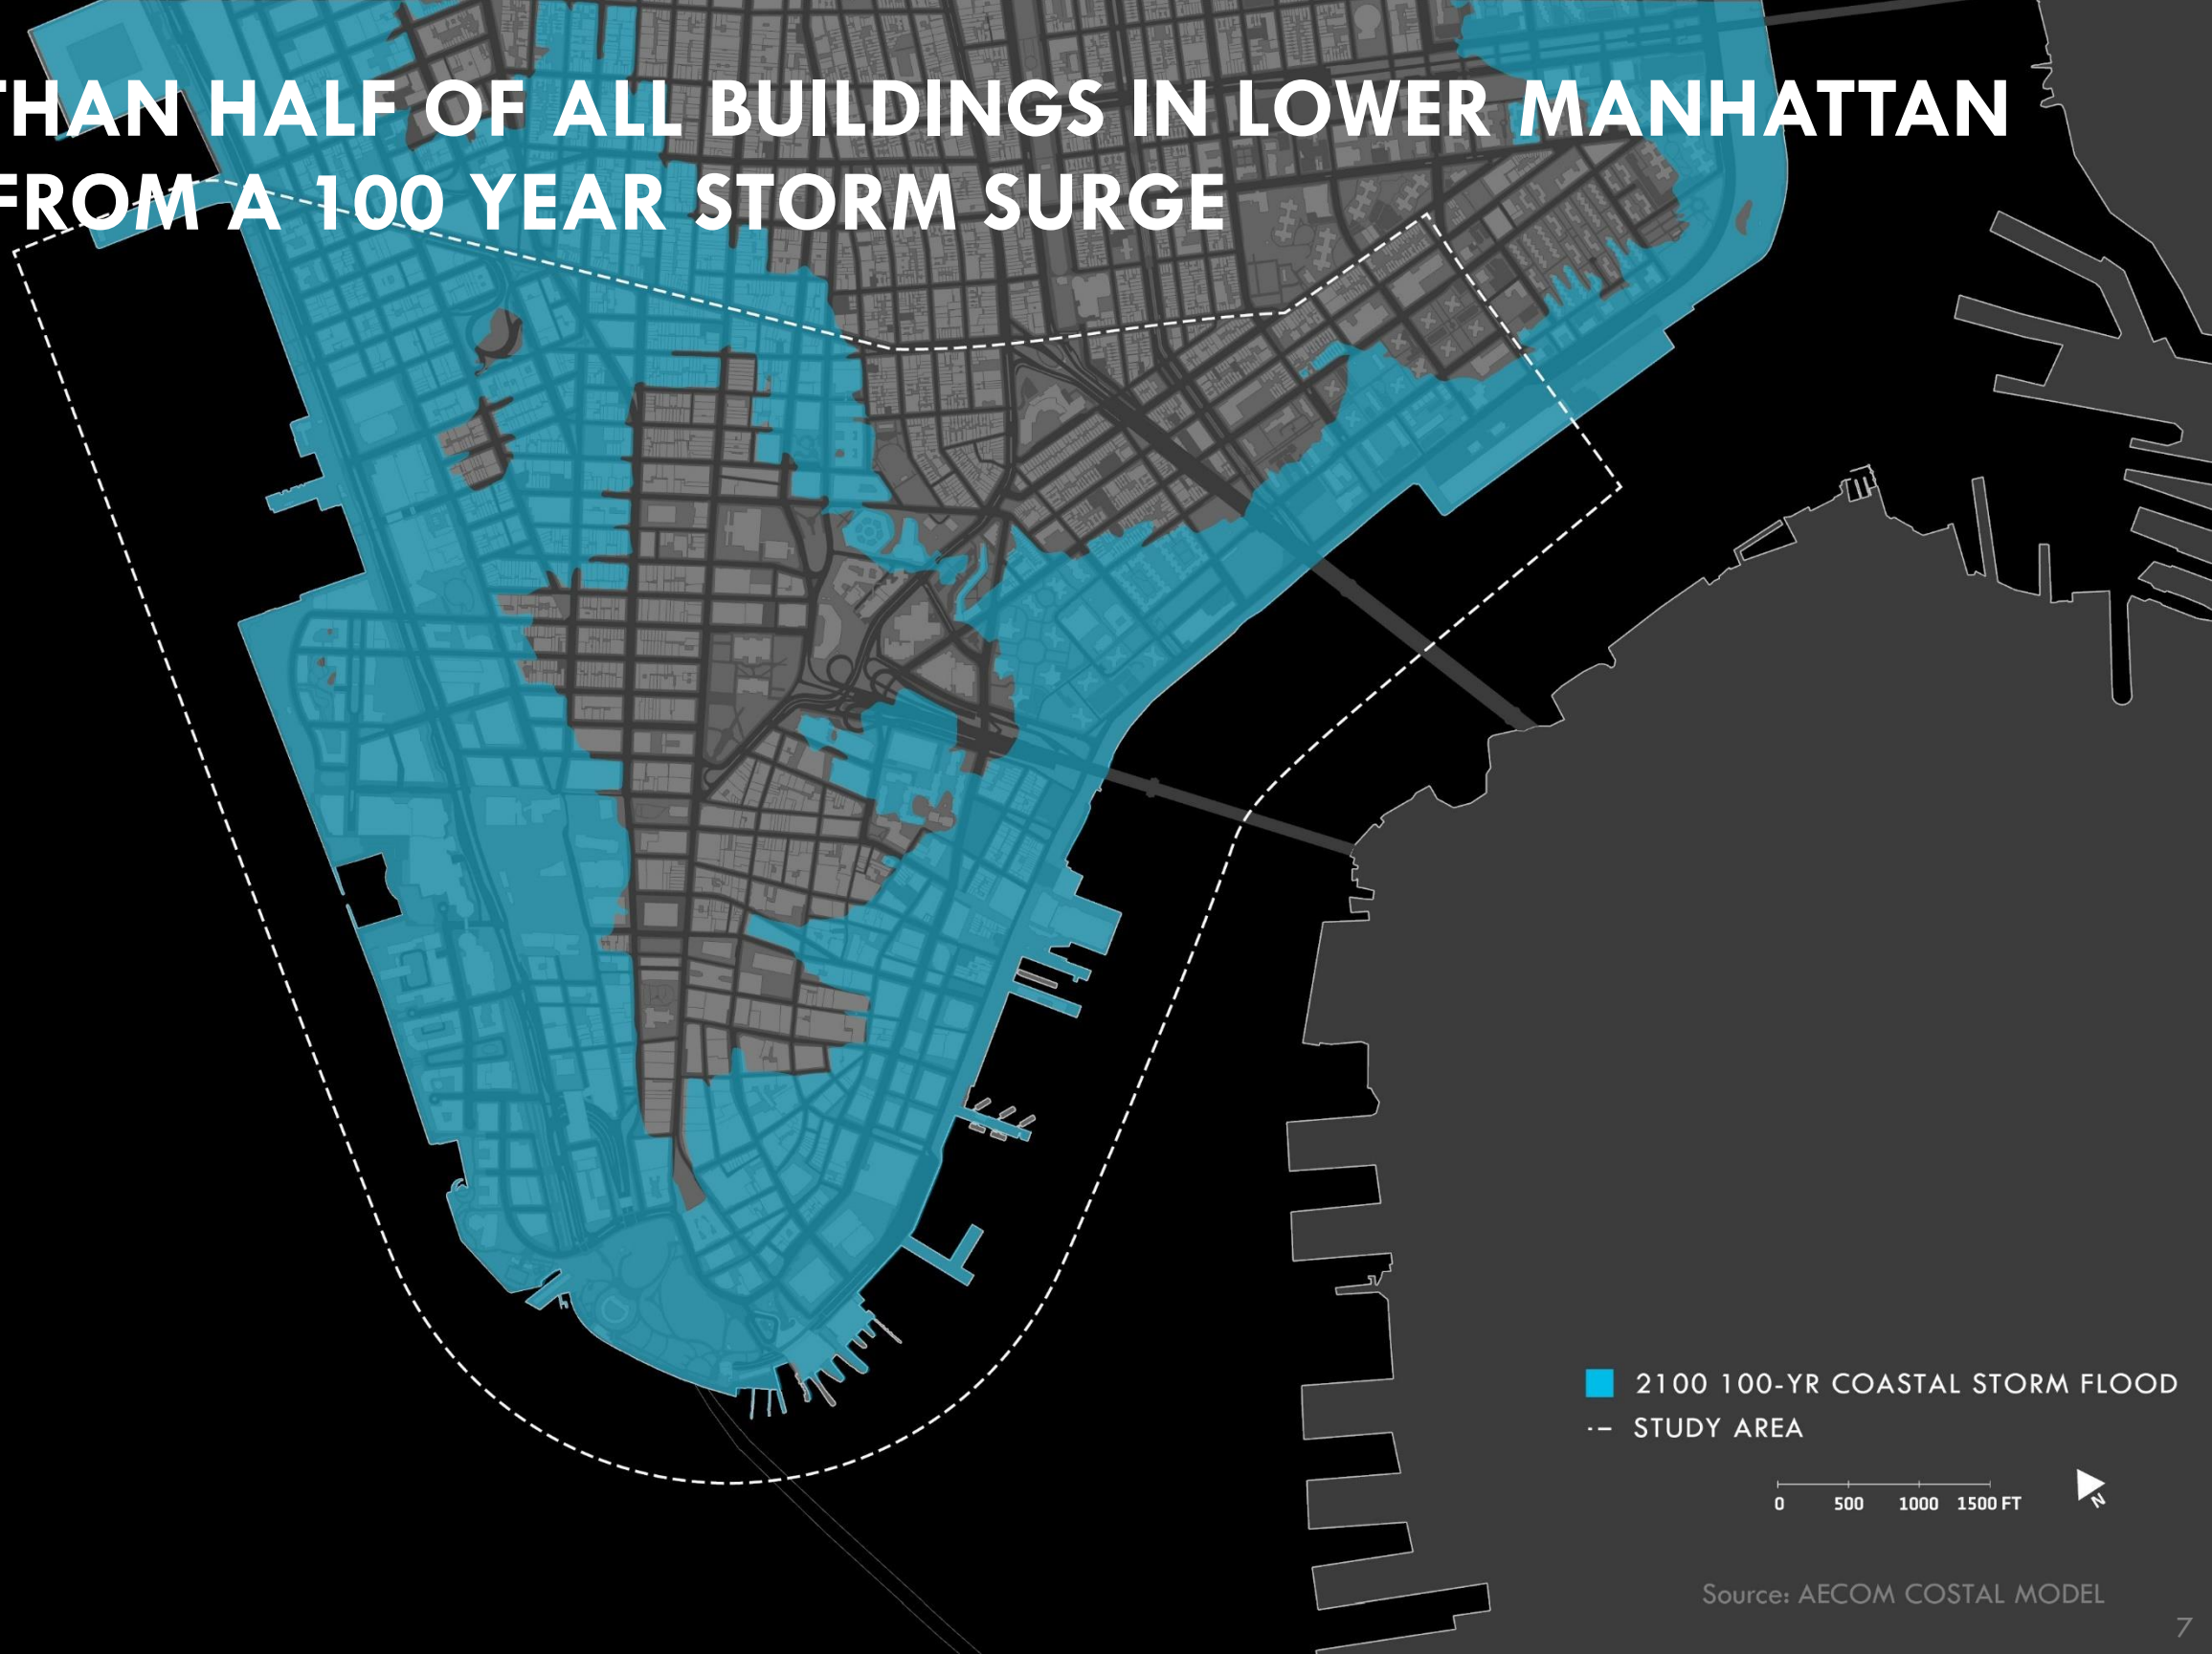 THAN HALF OF ALL BUILDINGS IN LOWER MANHATTAN
FROM A 100 YEAR STORM SURGE
2100 100-YR COASTAL STORM FLOOD
STUDY AREA
0 500 1000 1500 FT
N
Source: AECOM COSTAL MODEL
7